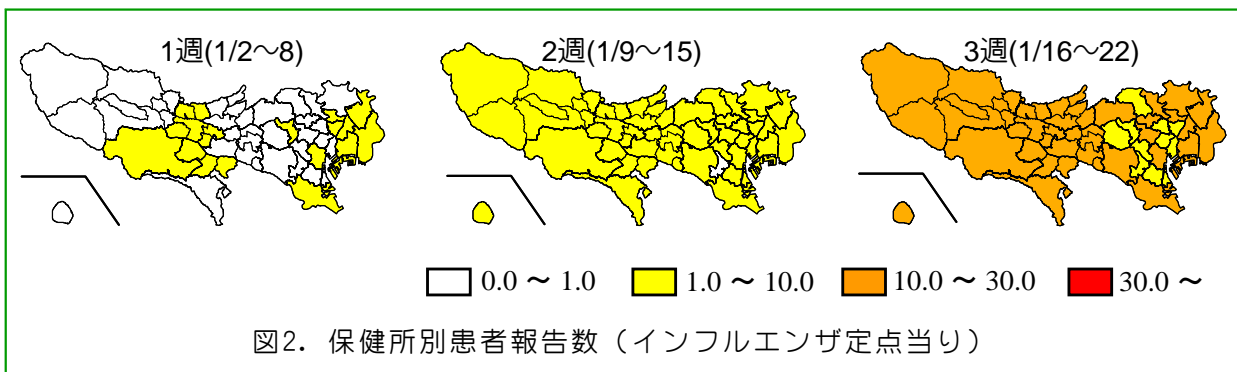 1週(1/2～8)
2週(1/9～15)
3週(1/16～22)
0.0 ～ 1.0
1.0 ～ 10.0
10.0 ～ 30.0
30.0 ～
図2. 保健所別患者報告数（インフルエンザ定点当り）